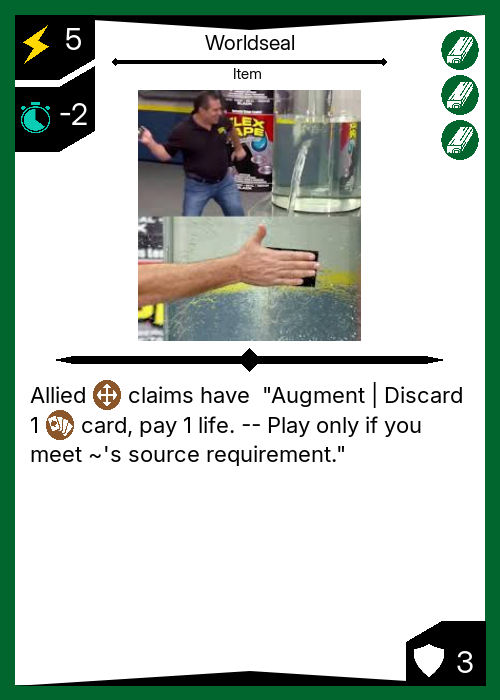 5
Worldseal
Item
-2
FLEX
TAPE
Allied claims have "Augment | Discard
1 card, pay 1 life. -- Play only if you
meet ~'s source requirement."
3